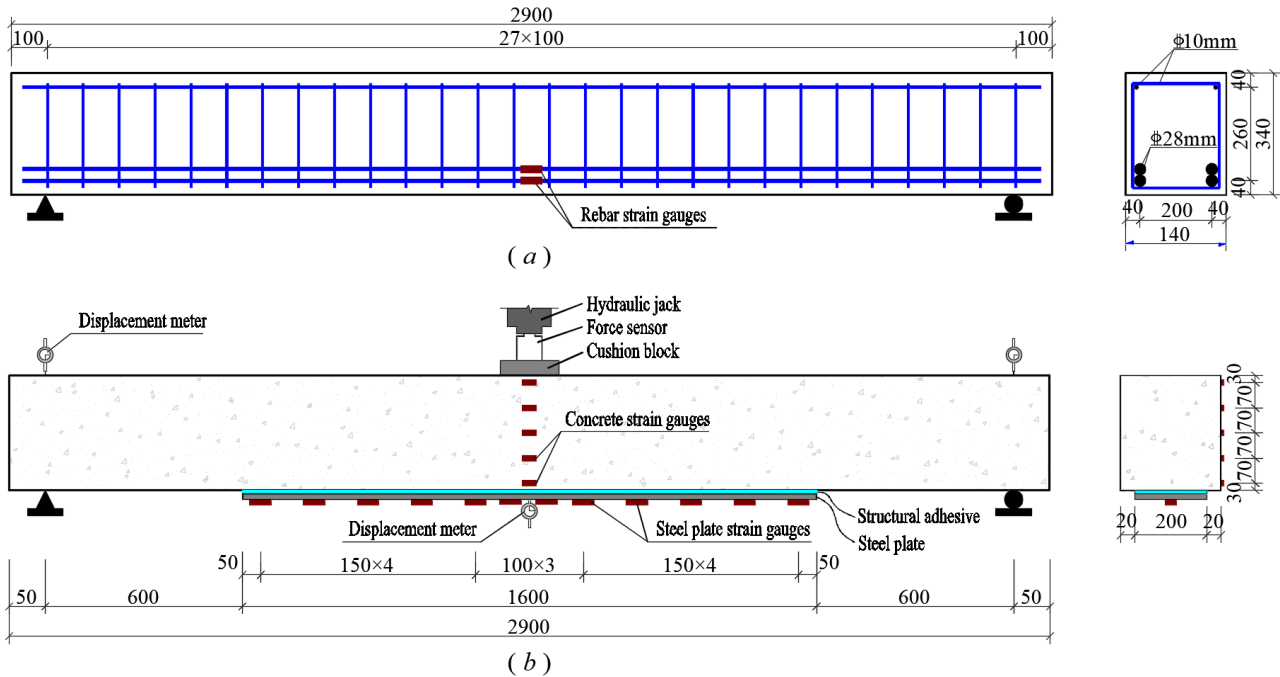 2900
100
27×100
100
ϕ10mm
ϕ28mm
40
260
40
340
Rebar strain gauges
40
200
40
140
( a )
Displacement meter
Hydraulic jack
Force sensor
Cushion block
Concrete strain gauges
30
70
70
70
70
30
Displacement meter
Steel plate strain gauges
Structural adhesive
Steel plate
20
200
20
50
150×4
100×3
150×4
50
50
600
1600
600
50
2900
( b )